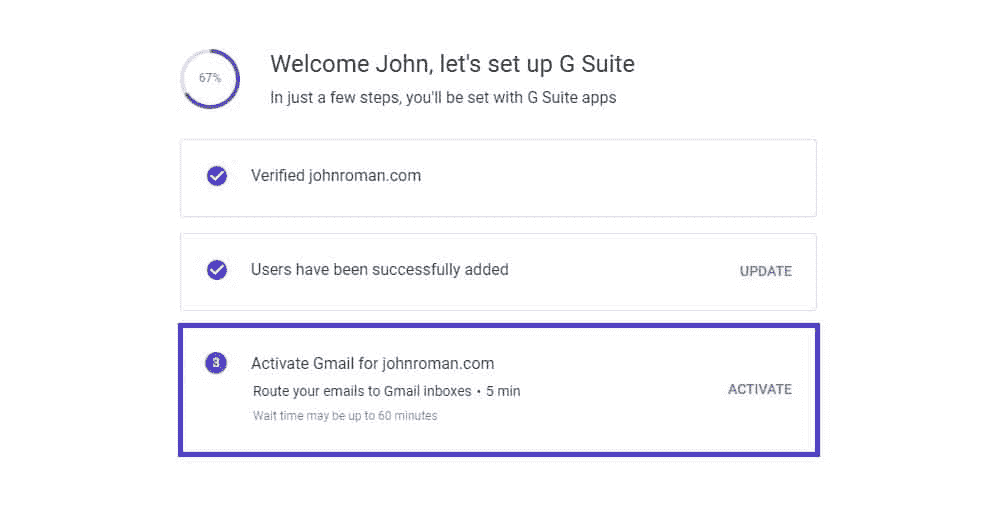 67%
Welcome John, let's set up G Suite
In just a few steps, you'll be set with G Suite apps
Verified johnroman.com
Users have been successfully added
UPDATE
3
Activate Gmail for johnroman.com
Route your emails to Gmail inboxes • 5 min
ACTIVATE
Wait time may be up to 60 minutes